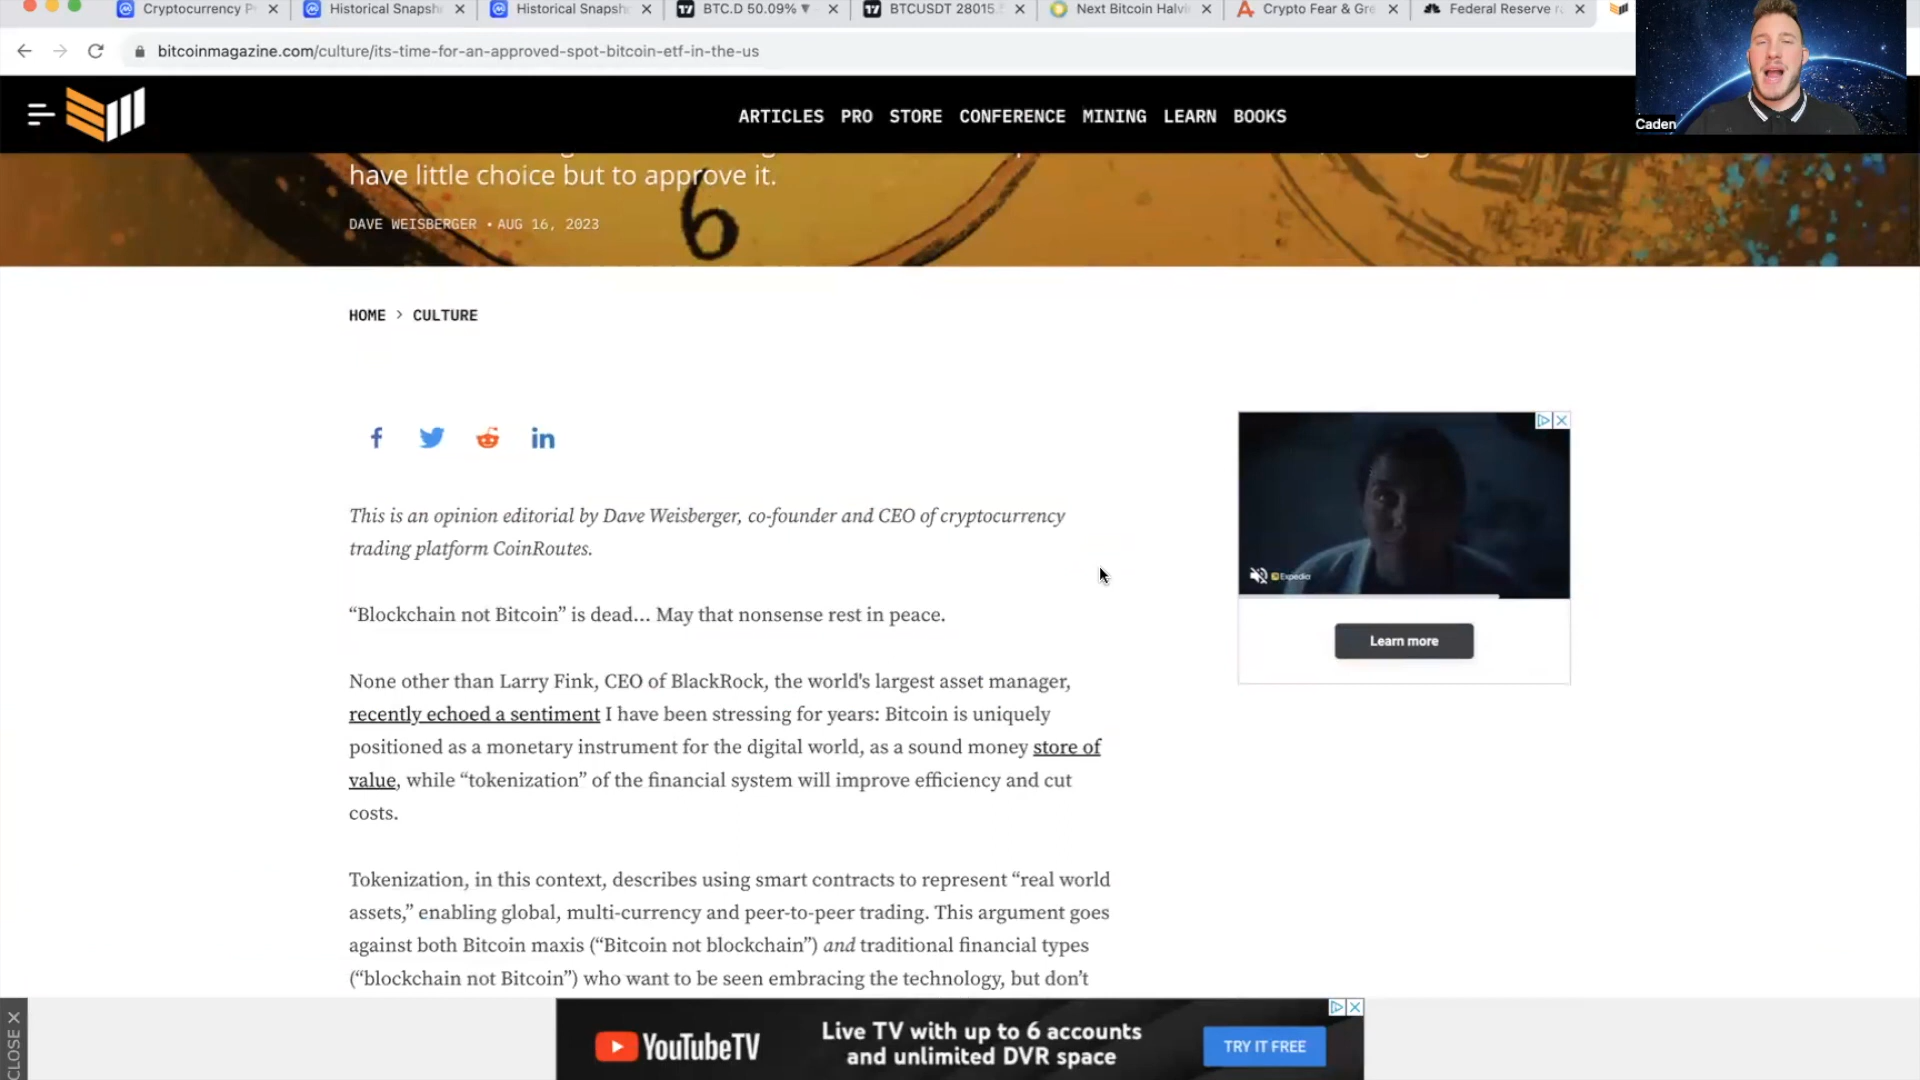 Cryptocurrency P
Historical Snapsh
Historical Snapsh
BTC.D 50.09% ▼
BTCUSDT 28015.
Next Bitcoin Halvi
Crypto Fear & Gre
Federal Reserve ra
bitcoinmagazine.com/culture/its-time-for-an-approved-spot-bitcoin-etf-in-the-us
Caden
ARTICLES PRO STORE CONFERENCE MINING LEARN BOOKS
have little choice but to approve it.
DAVE WEISBERGER • AUG 16, 2023
6
HOME > CULTURE
This is an opinion editorial by Dave Weisberger, co-founder and CEO of cryptocurrency
trading platform CoinRoutes.
“Blockchain not Bitcoin” is dead… May that nonsense rest in peace.
None other than Larry Fink, CEO of BlackRock, the world's largest asset manager,
recently echoed a sentiment I have been stressing for years: Bitcoin is uniquely
positioned as a monetary instrument for the digital world, as a sound money store of
value, while “tokenization” of the financial system will improve efficiency and cut
costs.
Tokenization, in this context, describes using smart contracts to represent “real world
assets,” enabling global, multi-currency and peer-to-peer trading. This argument goes
against both Bitcoin maxis (“Bitcoin not blockchain”) and traditional financial types
(“blockchain not Bitcoin”) who want to be seen embracing the technology, but don’t
Expedia
Learn more
CLOSE X
YouTubeTV
Live TV with up to 6 accounts
and unlimited DVR space
TRY IT FREE